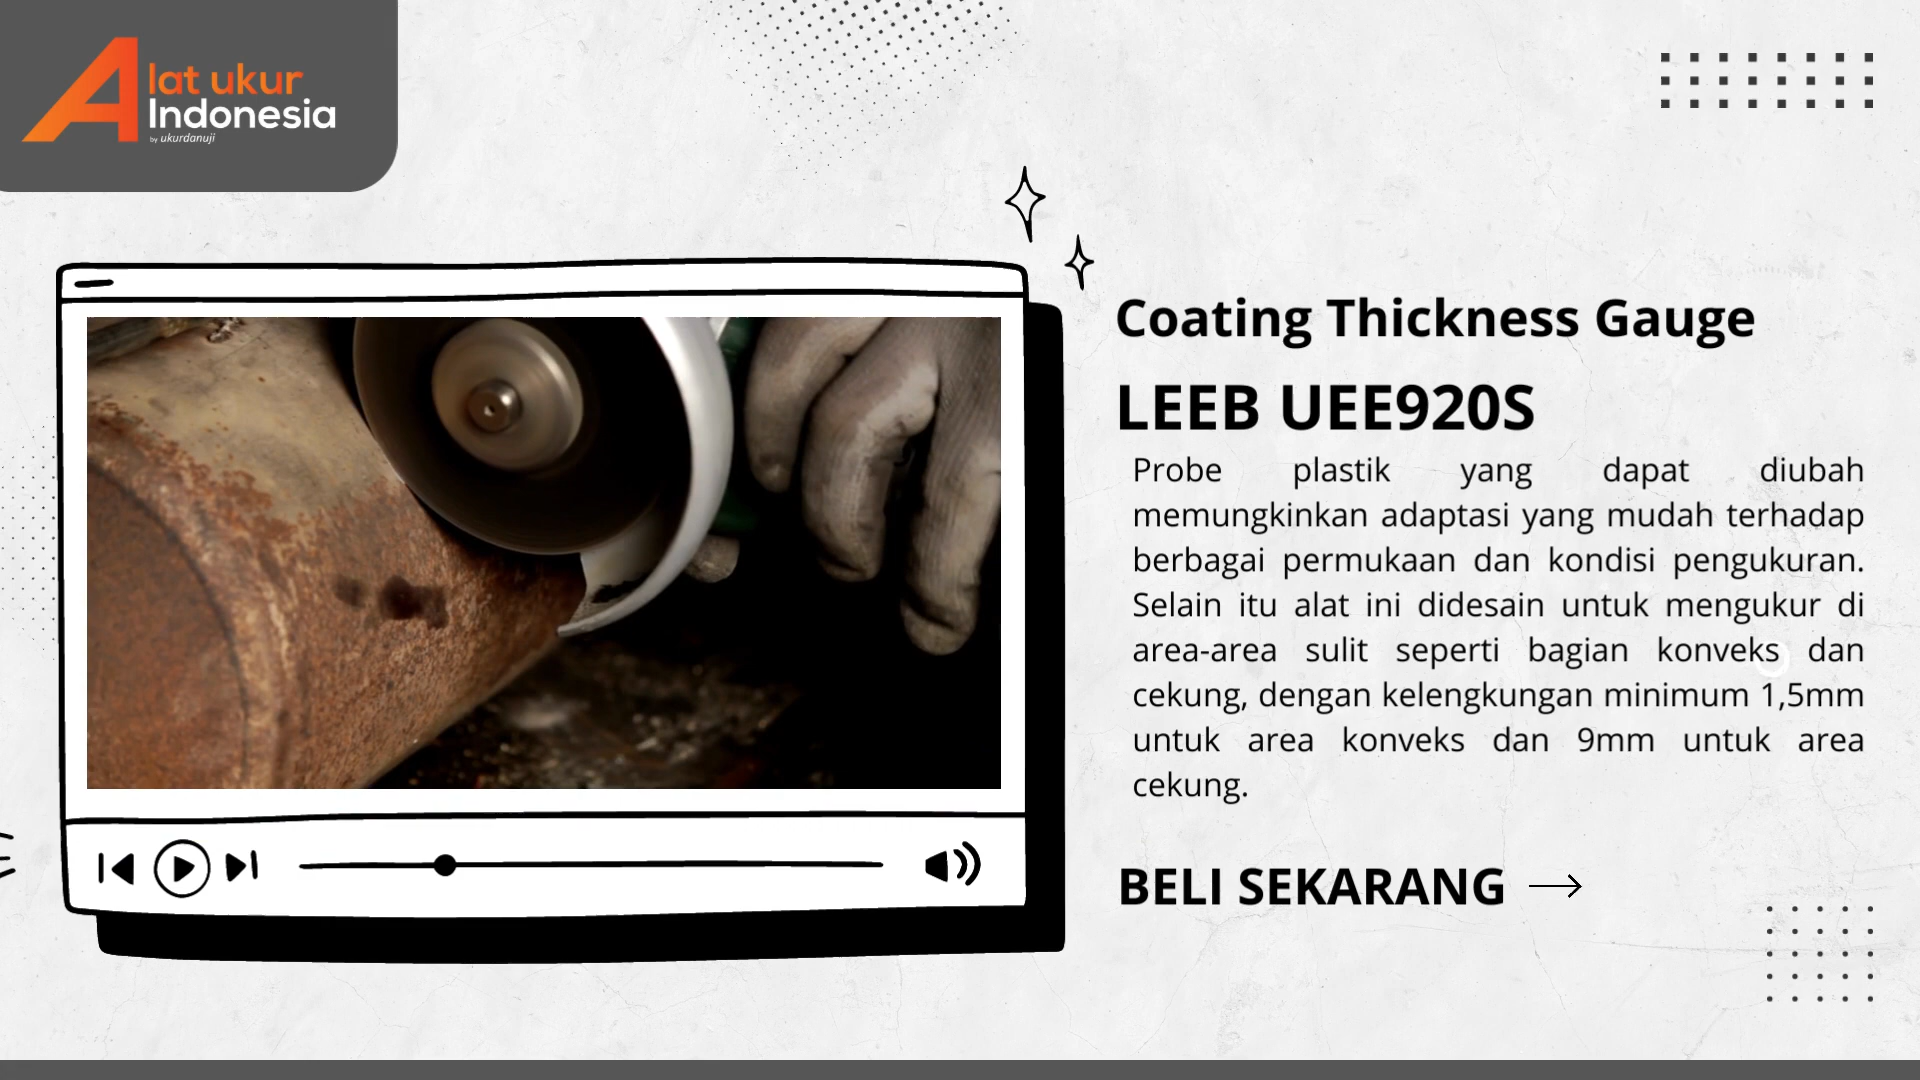 Alat ukur
Indonesia
by ukurdanuji
Coating Thickness Gauge
LEEB UEE920S
Probe plastik yang dapat diubah
memungkinkan adaptasi yang mudah terhadap
berbagai permukaan dan kondisi pengukuran.
Selain itu alat ini didesain untuk mengukur di
area-area sulit seperti bagian konveks dan
cekung, dengan kelengkungan minimum 1,5mm
untuk area konveks dan 9mm untuk area
cekung.
BELI SEKARANG